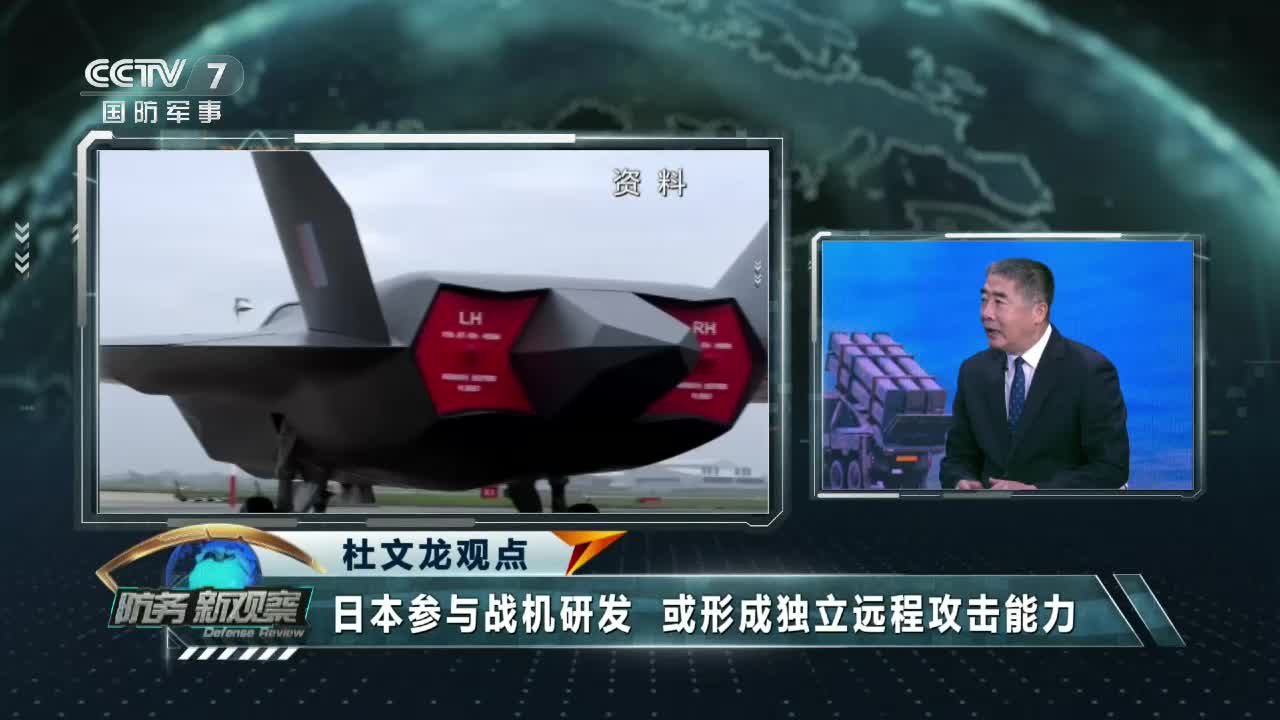 CCTV 7
国防军事
资料
LH
RH
杜文龙观点
防务新观察
Defense Review
日本参与战机研发 或形成独立远程攻击能力